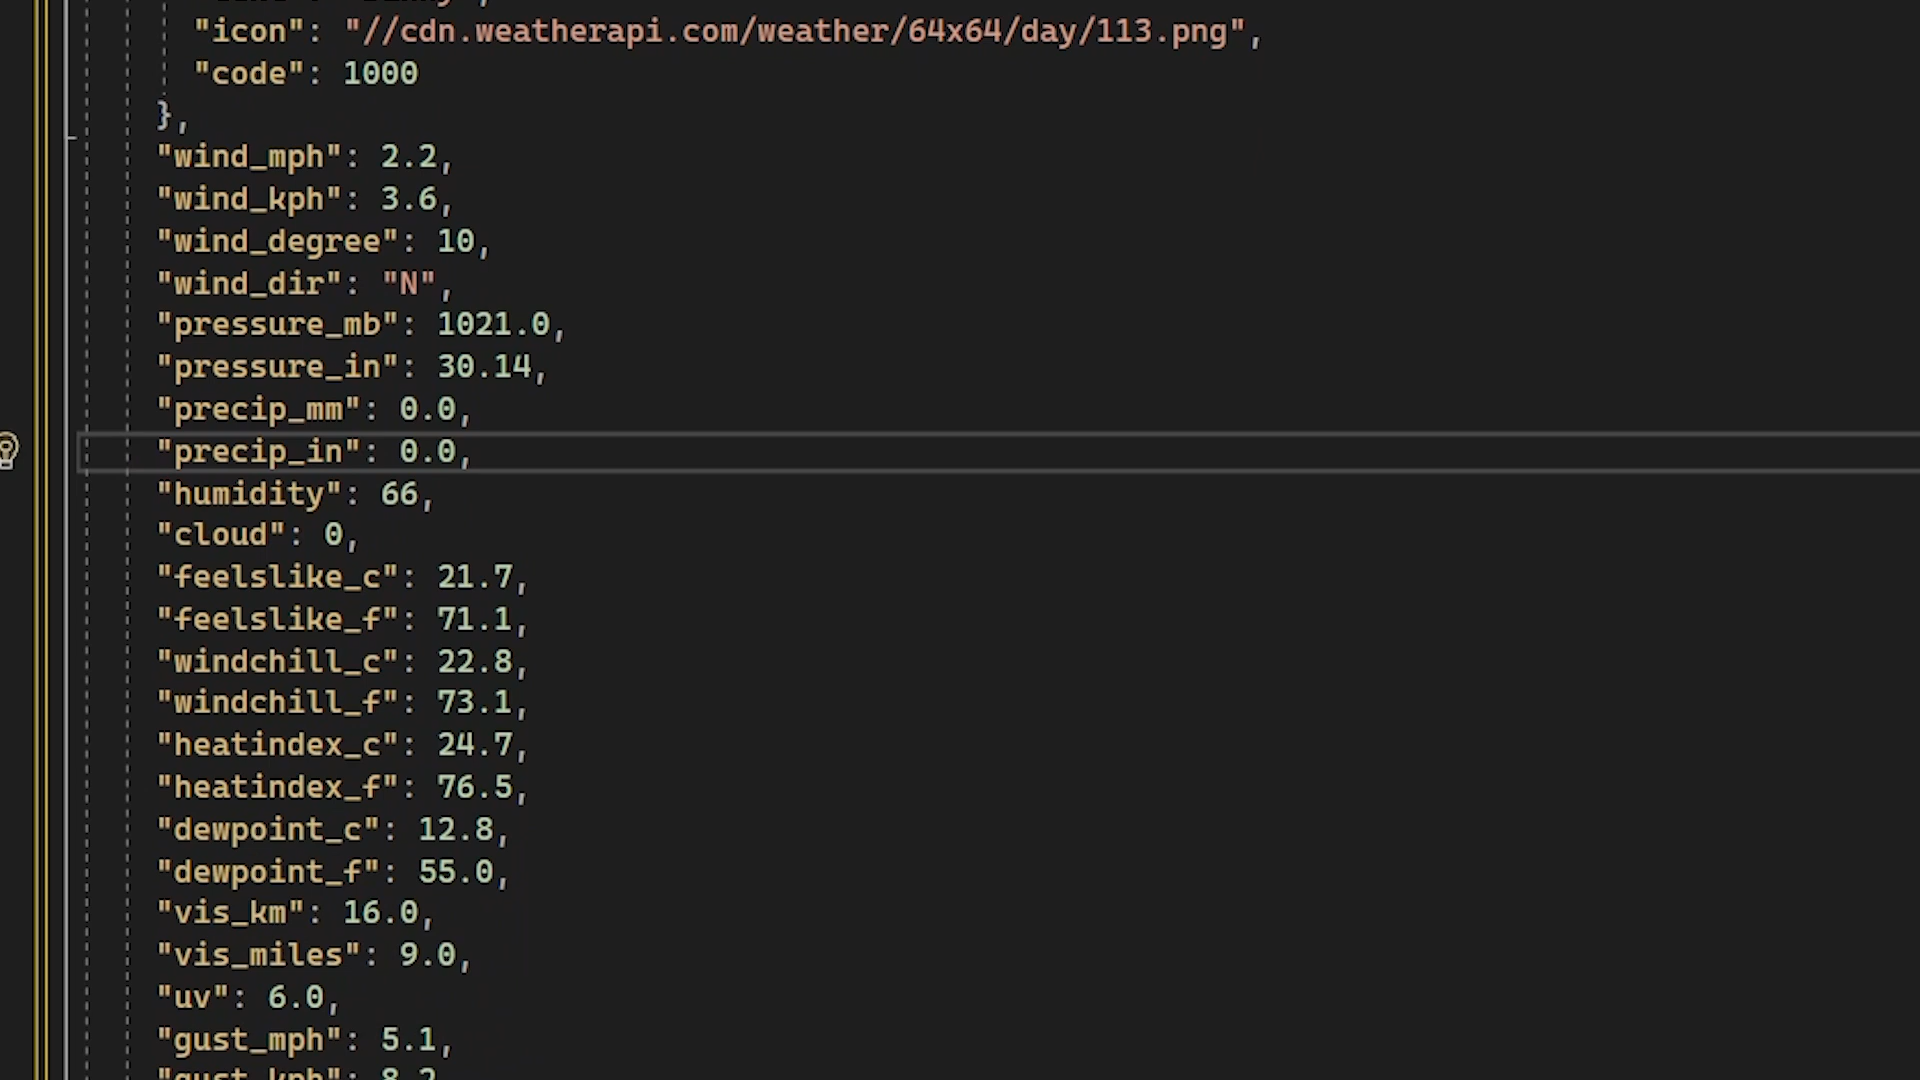 "icon": "//cdn.weatherapi.com/weather/64x64/day/113.png",
"code": 1000
},
"wind_mph": 2.2,
"wind_kph": 3.6,
"wind_degree": 10,
"wind_dir": "N",
"pressure_mb": 1021.0,
"pressure_in": 30.14,
"precip_mm": 0.0,
"precip_in": 0.0,
"humidity": 66,
"cloud": 0,
"feelslike_c": 21.7,
"feelslike_f": 71.1,
"windchill_c": 22.8,
"windchill_f": 73.1,
"heatindex_c": 24.7,
"heatindex_f": 76.5,
"dewpoint_c": 12.8,
"dewpoint_f": 55.0,
"vis_km": 16.0,
"vis_miles": 9.0,
"uv": 6.0,
"gust_mph": 5.1,
"gust_kph": 8.2